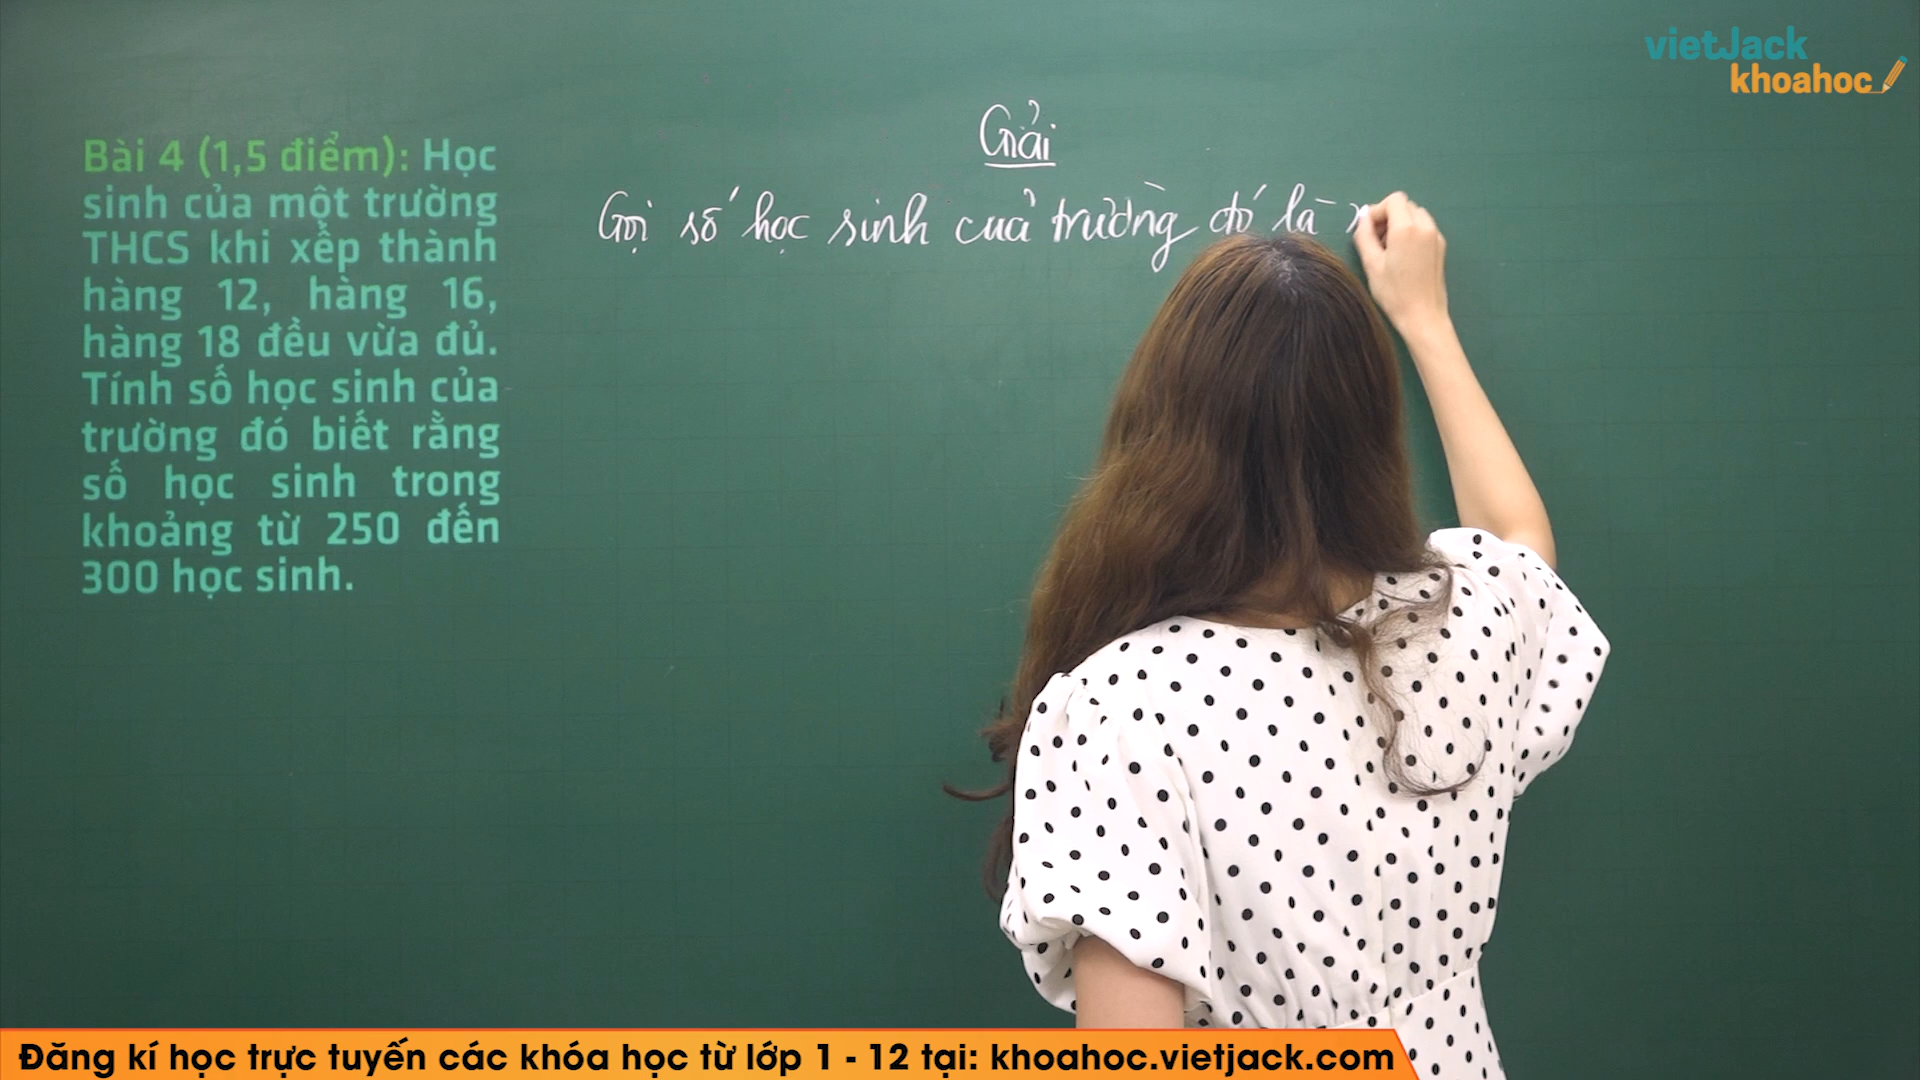 vietJack
khoahoc
Giải
Gọi số học sinh của trường đó là x
Bài 4 (1,5 điểm): Học
sinh của một trường
THCS khi xếp thành
hàng 12, hàng 16,
hàng 18 đều vừa đủ.
Tính số học sinh của
trường đó biết rằng
số học sinh trong
khoảng từ 250 đến
300 học sinh.
Đăng kí học trực tuyến các khóa học từ lớp 1 - 12 tại: khoahoc.vietjack.com